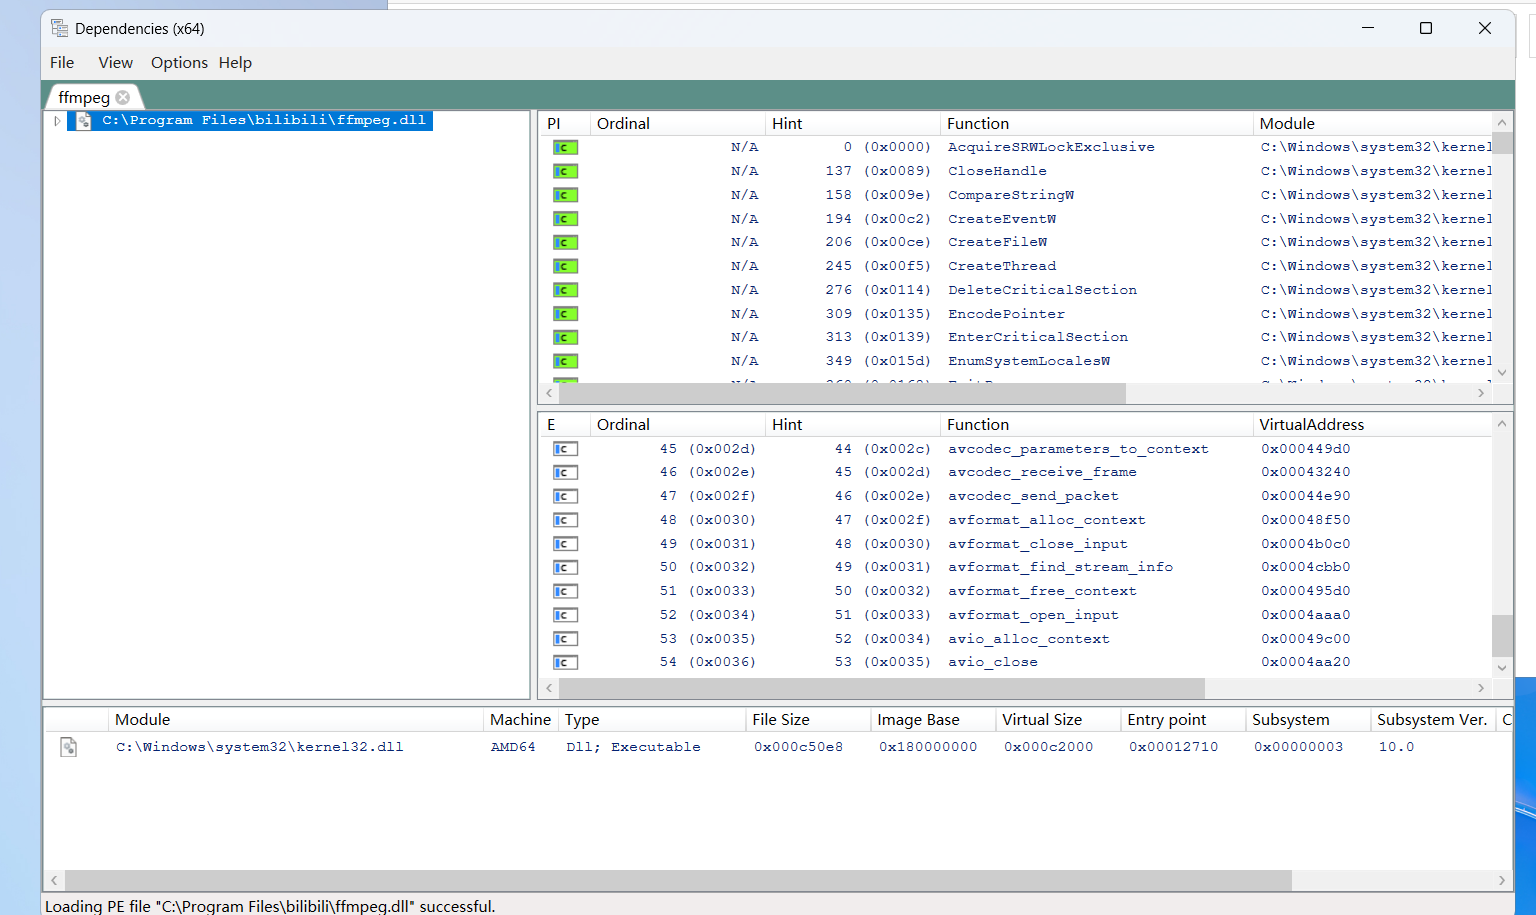 Dependencies (x64)
File View Options Help
ffmpeg
C:\Program Files\bilibili\ffmpeg.dll
PI Ordinal Hint Function Module
N/A 0 (0x0000) AcquireSRWLockExclusive C:\Windows\system32\kernel
N/A 137 (0x0089) CloseHandle C:\Windows\system32\kernel
N/A 158 (0x009e) CompareStringW C:\Windows\system32\kernel
N/A 194 (0x00c2) CreateEventW C:\Windows\system32\kernel
N/A 206 (0x00ce) CreateFileW C:\Windows\system32\kernel
N/A 245 (0x00f5) CreateThread C:\Windows\system32\kernel
N/A 276 (0x0114) DeleteCriticalSection C:\Windows\system32\kernel
N/A 309 (0x0135) EncodePointer C:\Windows\system32\kernel
N/A 313 (0x0139) EnterCriticalSection C:\Windows\system32\kernel
N/A 349 (0x015d) EnumSystemLocalesW C:\Windows\system32\kernel
E Ordinal Hint Function VirtualAddress
45 (0x002d) 44 (0x002c) avcodec_parameters_to_context 0x000449d0
46 (0x002e) 45 (0x002d) avcodec_receive_frame 0x00043240
47 (0x002f) 46 (0x002e) avcodec_send_packet 0x00044e90
48 (0x0030) 47 (0x002f) avformat_alloc_context 0x00048f50
49 (0x0031) 48 (0x0030) avformat_close_input 0x0004b0c0
50 (0x0032) 49 (0x0031) avformat_find_stream_info 0x0004cbb0
51 (0x0033) 50 (0x0032) avformat_free_context 0x000495d0
52 (0x0034) 51 (0x0033) avformat_open_input 0x0004aaa0
53 (0x0035) 52 (0x0034) avio_alloc_context 0x00049c00
54 (0x0036) 53 (0x0035) avio_close 0x0004aa20
Module Machine Type File Size Image Base Virtual Size Entry point Subsystem Subsystem Ver. C
C:\Windows\system32\kernel32.dll AMD64 Dll; Executable 0x000c50e8 0x180000000 0x000c2000 0x00012710 0x00000003 10.0
Loading PE file "C:\Program Files\bilibili\ffmpeg.dll" successful.